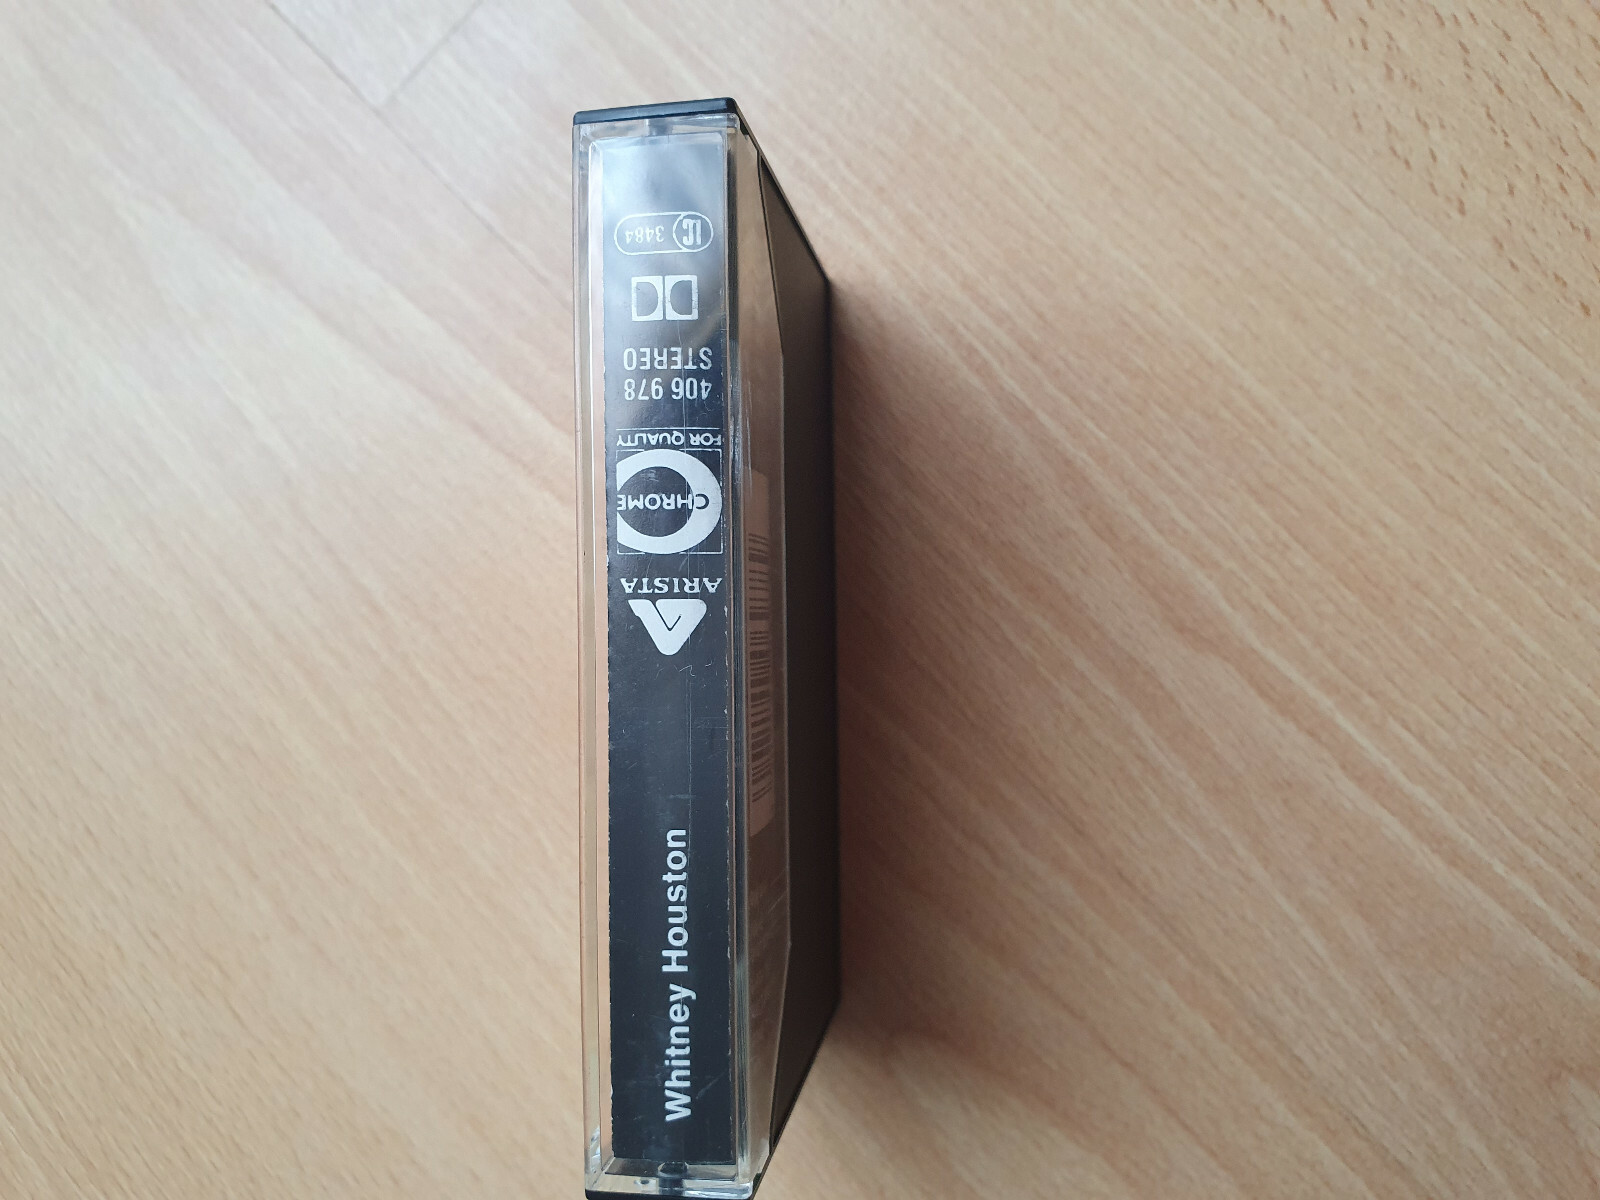 Whitney Houston
ARISTA
CHROME
FOR QUALITY
406 978
STEREO
LC 3484